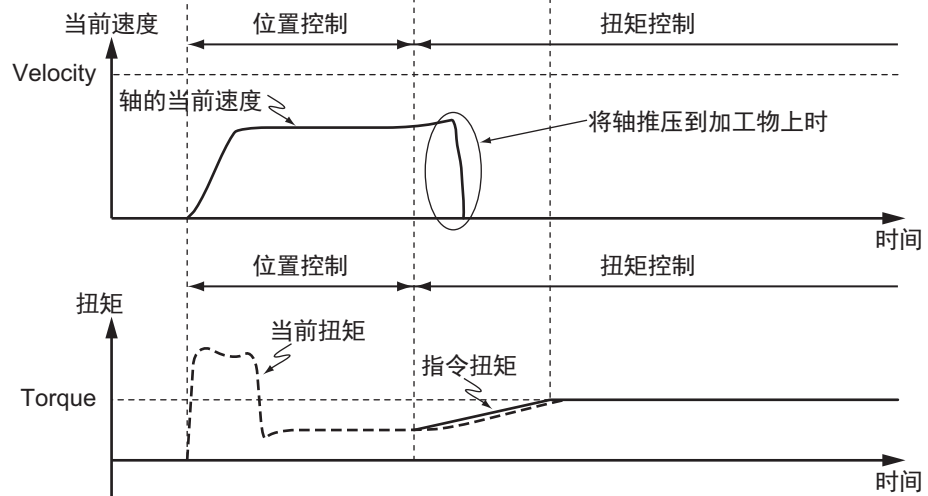 当前速度
位置控制
扭矩控制
Velocity
轴的当前速度
将轴推压到加工物上时
时间
位置控制
扭矩控制
扭矩
当前扭矩
指令扭矩
Torque
时间